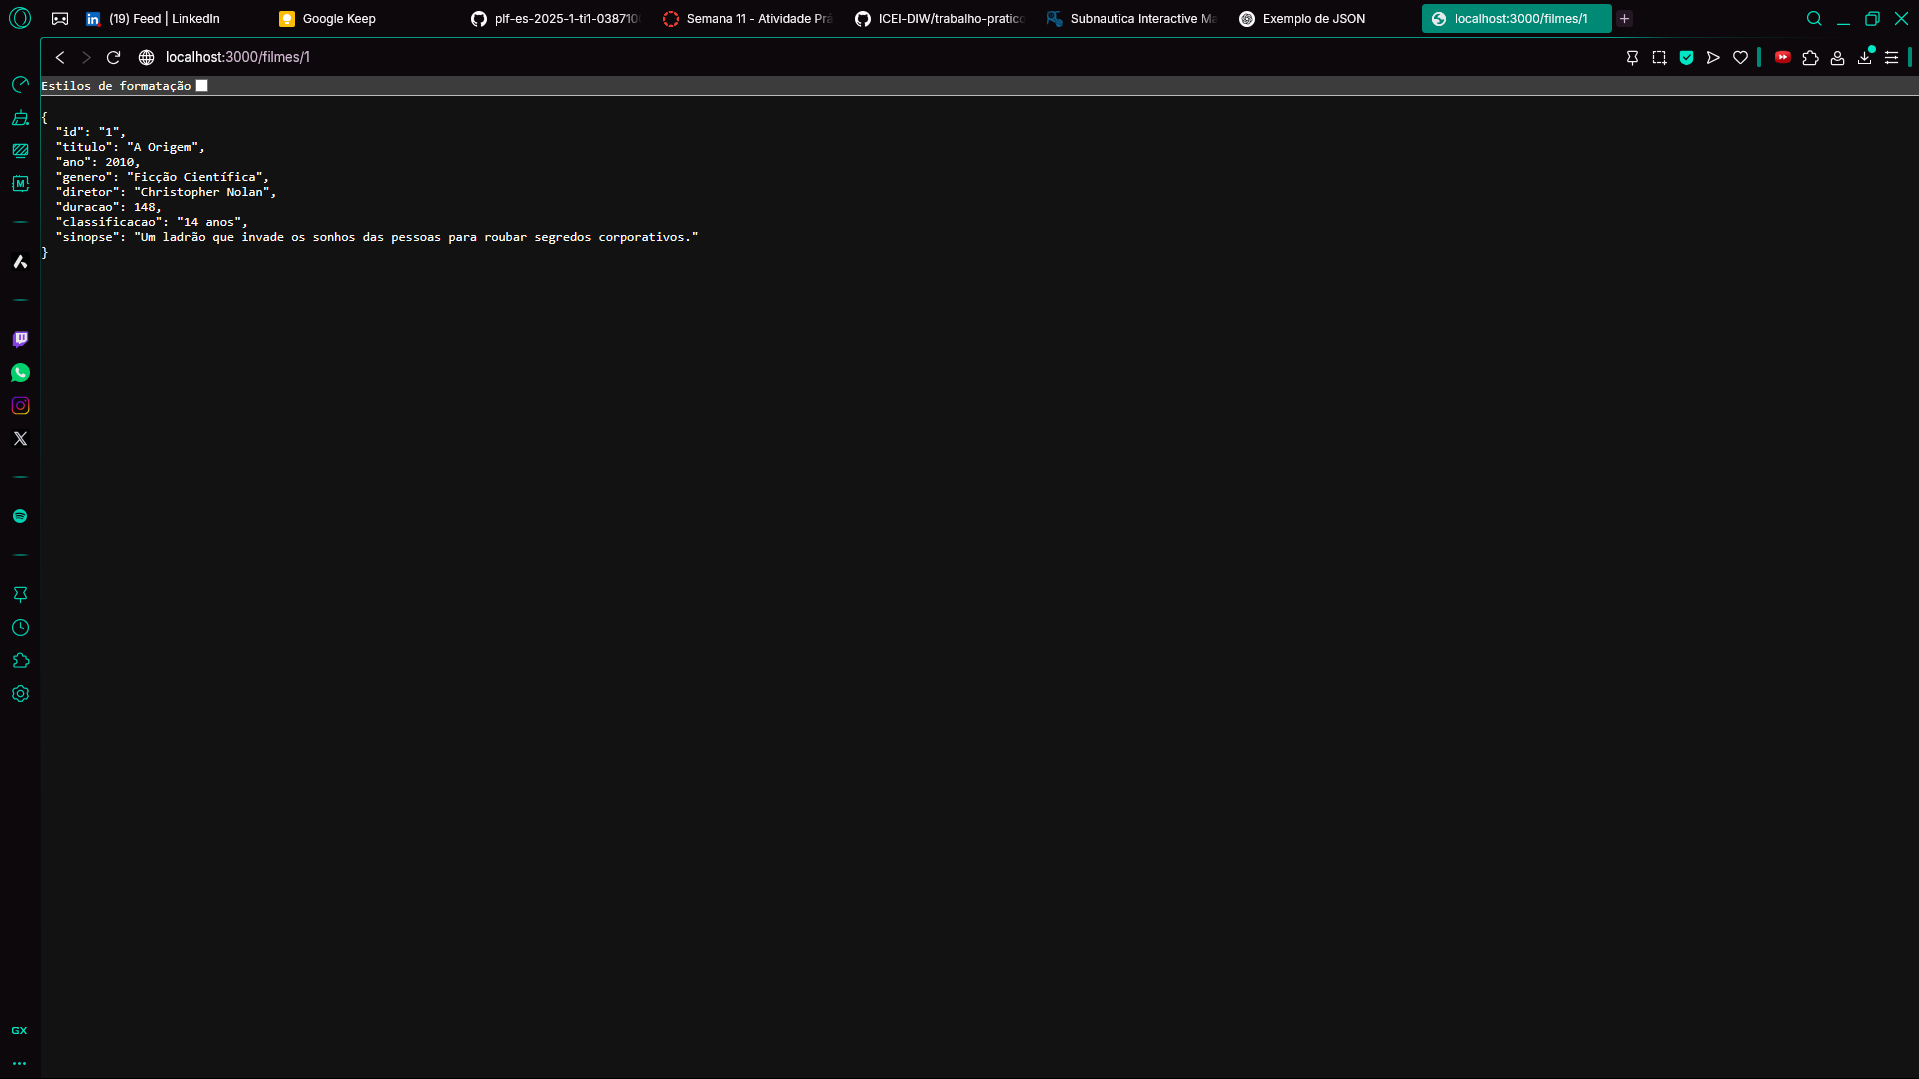 (19) Feed | LinkedIn
Google Keep
plf-es-2025-1-ti1-038710
Semana 11 - Atividade Prá
ICEI-DIW/trabalho-pratico
Subnautica Interactive Ma
Exemplo de JSON
localhost:3000/filmes/1
localhost:3000/filmes/1
Estilos de formatação
{
  "id": "1",
  "titulo": "A Origem",
  "ano": 2010,
  "genero": "Ficção Científica",
  "diretor": "Christopher Nolan",
  "duracao": 148,
  "classificacao": "14 anos",
  "sinopse": "Um ladrão que invade os sonhos das pessoas para roubar segredos corporativos."
}
GX